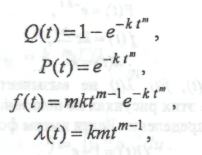 Q(t)=1−e^{−k t^m},
P(t)=e^{−k t^m},
f(t)=mkt^{m−1}e^{−k t^m},
λ(t)=kmt^{m−1},